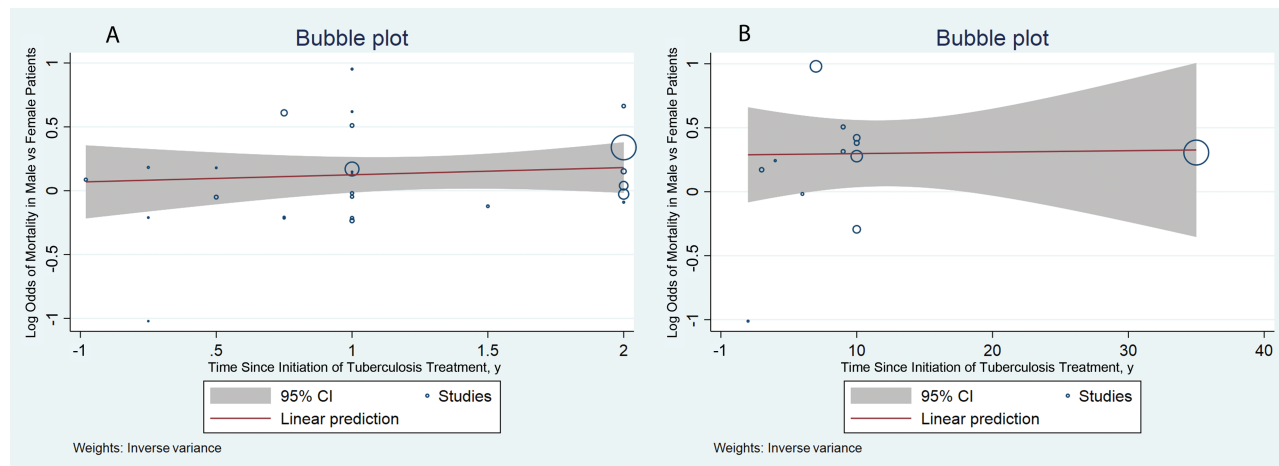 A
Bubble plot
Log Odds of Mortality in Male vs Female Patients
1
0.5
0
-0.5
-1
-1
.5
1
1.5
2
Time Since Initiation of Tuberculosis Treatment, y
95% CI
Studies
Linear prediction
Weights: Inverse variance
B
Bubble plot
Log Odds of Mortality in Male vs Female Patients
1
0.5
0
-0.5
-1
-1
10
20
30
40
Time Since Initiation of Tuberculosis Treatment, y
95% CI
Studies
Linear prediction
Weights: Inverse variance